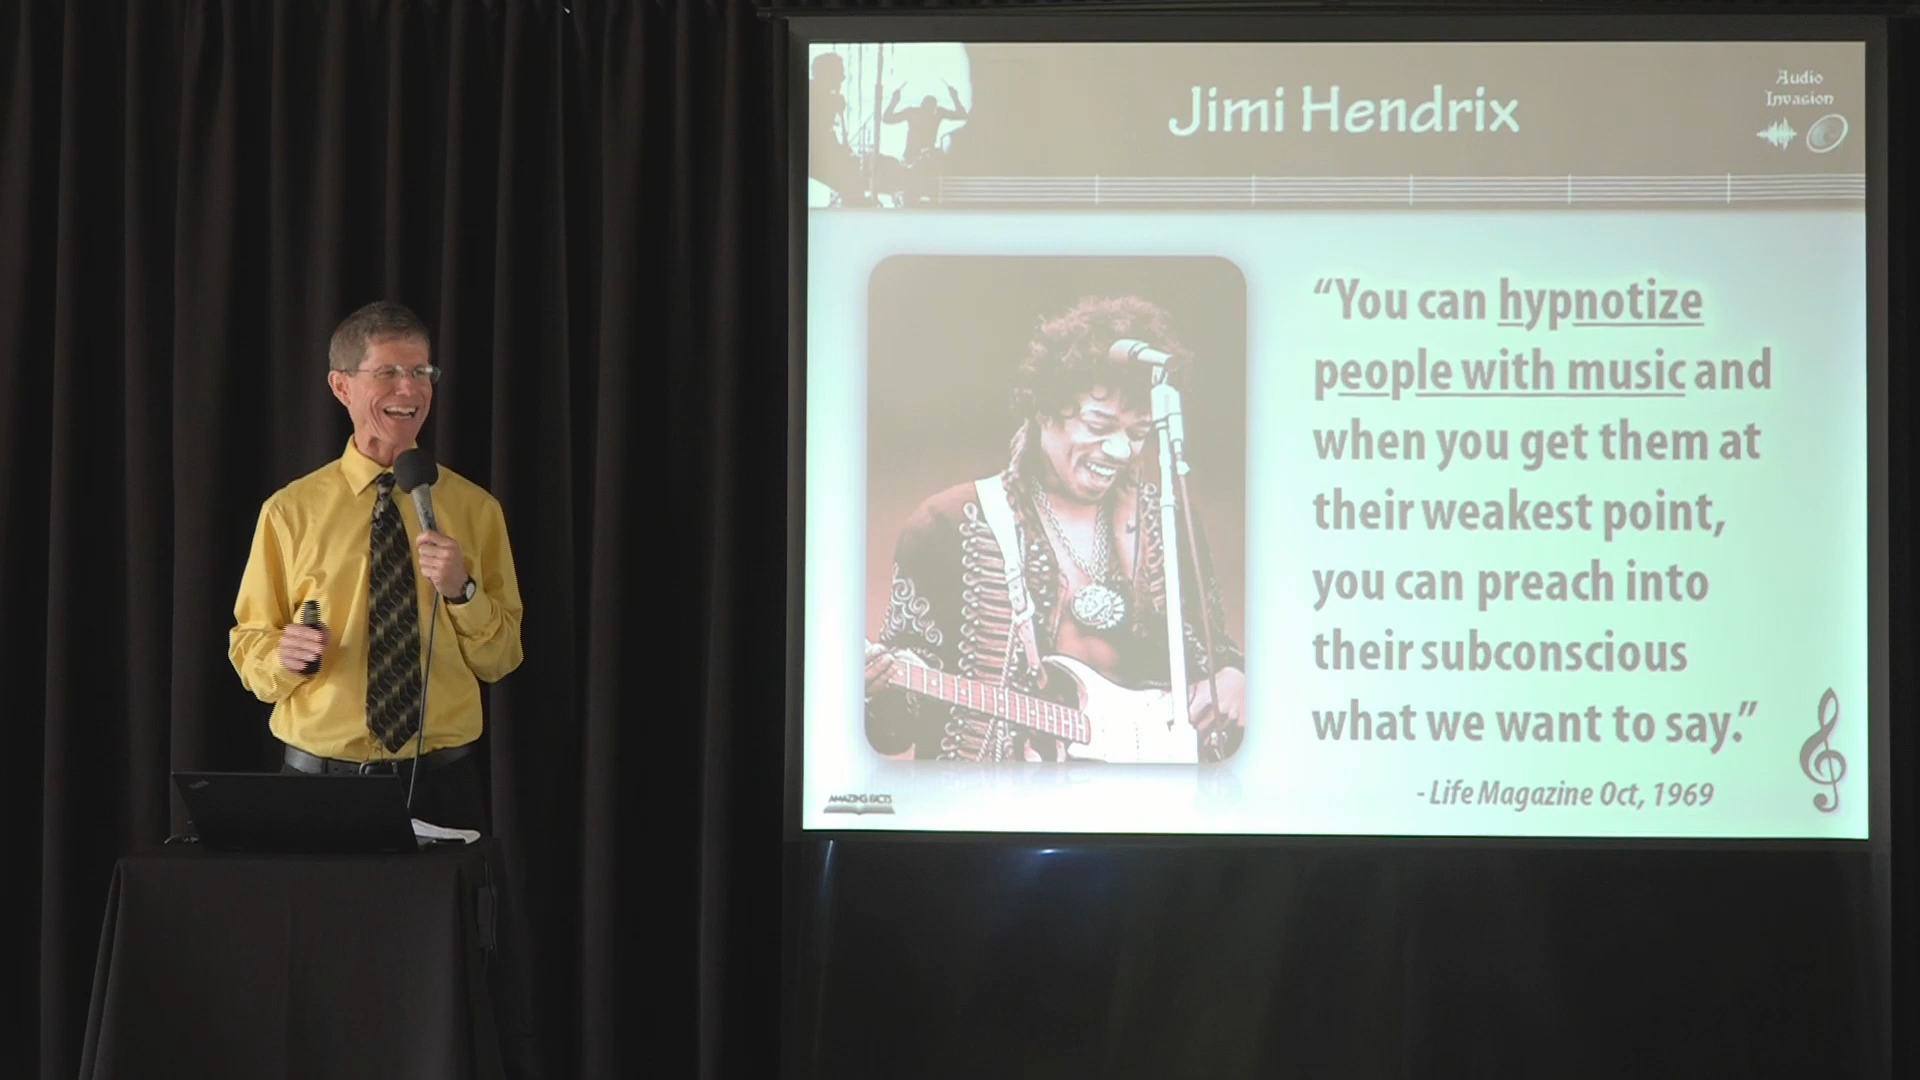 Jimi Hendrix
Audio
Invasion
“You can hypnotize
people with music and
when you get them at
their weakest point,
you can preach into
their subconscious
what we want to say.”
- Life Magazine Oct, 1969
AMAZING FACTS